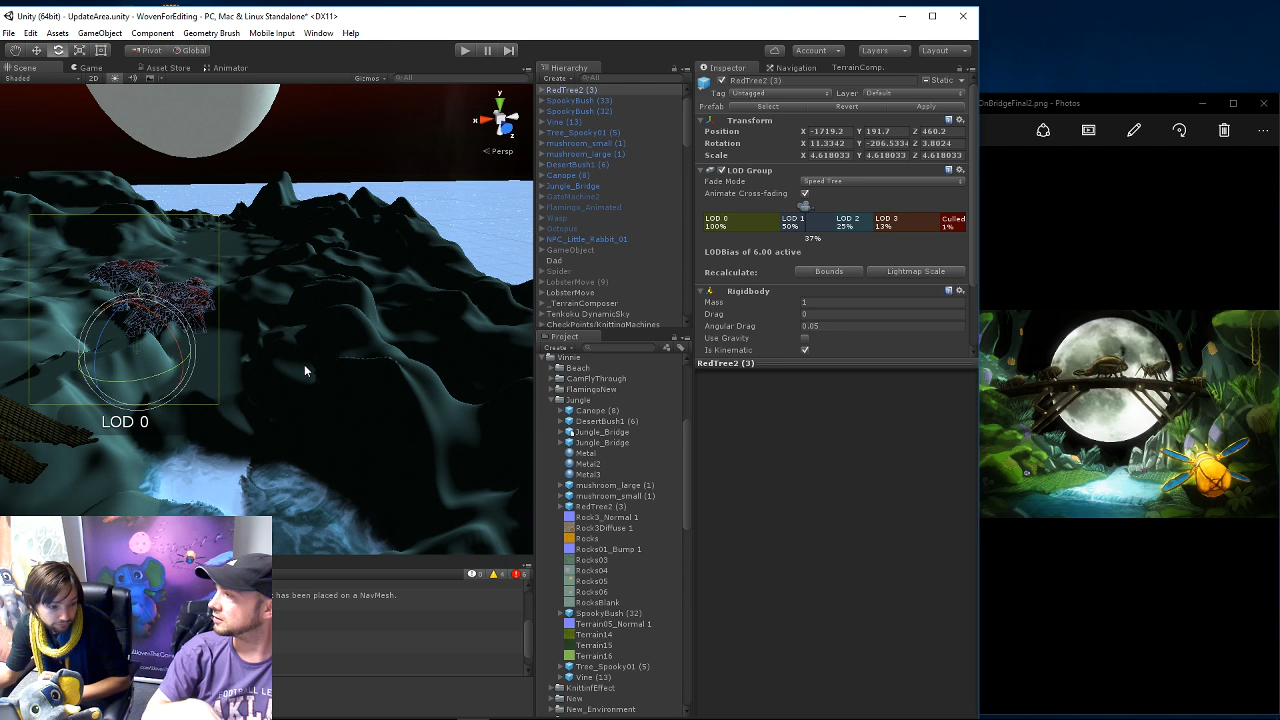 Unity (64bit) - UpdateArea.unity - WovenForEditing - PC, Mac & Linux Standalone* <DX11>
File Edit Assets GameObject Component Geometry Brush Mobile Input Window Help
Pivot Global Account Layers Layout
Scene Game Asset Store Animator
Shaded 2D Gizmos All
y
x
z
Persp
LOD 0
Hierarchy
Create All
RedTree2 (3)
SpookyBush (33)
SpookyBush (32)
Vine (13)
Tree_Spooky01 (5)
mushroom_small (1)
mushroom_large (1)
DesertBush1 (6)
Canope (8)
Jungle_Bridge
GatsMachine2
Flamingo_Animated
Wasp
Octopus
NPC_Little_Rabbit_01
GameObject
Dad
Spider
LobsterMove (9)
LobsterMove
_TerrainComposer
Tenkoku DynamicSky
CheckPoints/KnittingMachines
Project
Create
Vinnie
Beach
CamFlyThrough
FlamingoNew
Jungle
Canope (8)
DesertBush1 (6)
Jungle_Bridge
Jungle_Bridge
Metal
Metal2
Metal3
mushroom_large (1)
mushroom_small (1)
RedTree2 (3)
Rock3_Normal 1
Rock3Diffuse 1
Rocks
Rocks01_Bump 1
Rocks03
Rocks04
Rocks05
Rocks06
RocksBlank
SpookyBush (32)
Terrain05_Normal 1
Terrain14
Terrain15
Terrain16
Tree_Spooky01 (5)
Vine (13)
KnittinfEffect
New
New_Environment
Inspector Navigation TerrainComp.
RedTree2 (3) Static
Tag Untagged Layer Default
Prefab Select Revert Apply
Transform
Position X -1719.2 Y 191.7 Z 460.2
Rotation X 11.3342 Y -206.5334 Z 3.8024
Scale X 4.618033 Y 4.618033 Z 4.618033
LOD Group
Fade Mode Speed Tree
Animate Cross-fading
LOD 0 LOD 1 LOD 2 LOD 3 Culled
100% 50% 25% 13% 1%
37%
LODBias of 6.00 active
Recalculate: Bounds Lightmap Scale
Rigidbody
Mass 1
Drag 0
Angular Drag 0.05
Use Gravity
Is Kinematic
RedTree2 (3)
0 4 6
has been placed on a NavMesh.
OnBridgeFinal2.png - Photos
FOOTBALL